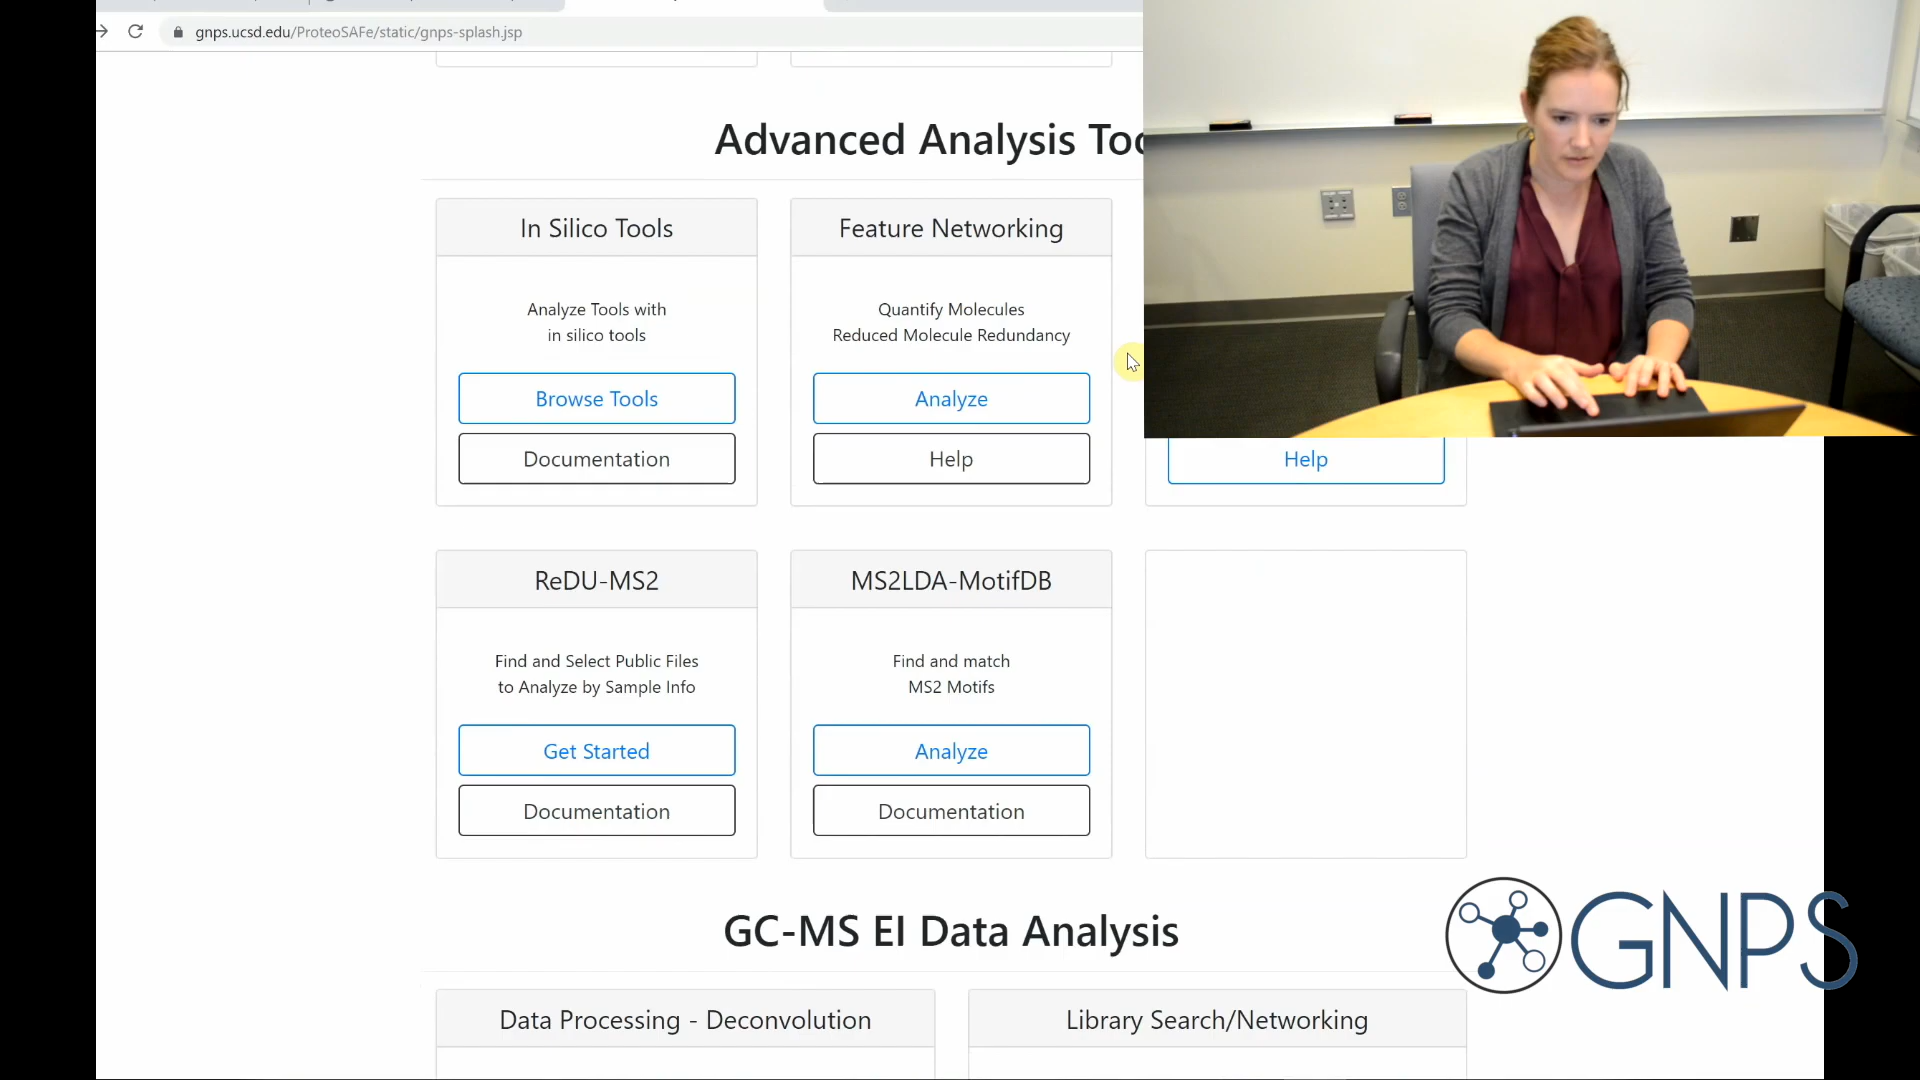 gnps.ucsd.edu/ProteoSAFe/static/gnps-splash.jsp
Advanced Analysis
In Silico Tools
Analyze Tools with
in silico tools
Browse Tools
Documentation
Feature Networking
Quantify Molecules
Reduced Molecule Redundancy
Analyze
Help
Help
ReDU-MS2
Find and Select Public Files
to Analyze by Sample Info
Get Started
Documentation
MS2LDA-MotifDB
Find and match
MS2 Motifs
Analyze
Documentation
GC-MS EI Data Analysis
Data Processing - Deconvolution
Library Search/Networking
GNPS